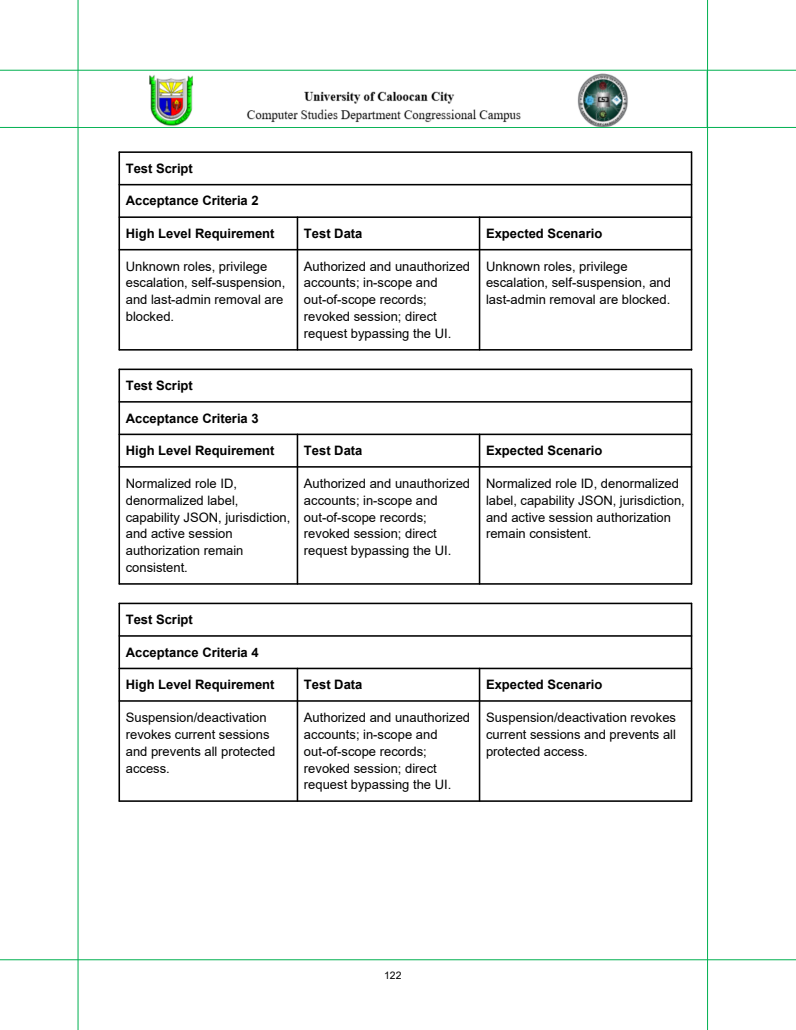 University of Caloocan City
Computer Studies Department Congressional Campus
Test Script
Acceptance Criteria 2
High Level Requirement
Test Data
Expected Scenario
Unknown roles, privilege
escalation, self-suspension,
and last-admin removal are
blocked.
Authorized and unauthorized
accounts; in-scope and
out-of-scope records;
revoked session; direct
request bypassing the UI.
Unknown roles, privilege
escalation, self-suspension, and
last-admin removal are blocked.
Test Script
Acceptance Criteria 3
High Level Requirement
Test Data
Expected Scenario
Normalized role ID,
denormalized label,
capability JSON, jurisdiction,
and active session
authorization remain
consistent.
Authorized and unauthorized
accounts; in-scope and
out-of-scope records;
revoked session; direct
request bypassing the UI.
Normalized role ID, denormalized
label, capability JSON, jurisdiction,
and active session authorization
remain consistent.
Test Script
Acceptance Criteria 4
High Level Requirement
Test Data
Expected Scenario
Suspension/deactivation
revokes current sessions
and prevents all protected
access.
Authorized and unauthorized
accounts; in-scope and
out-of-scope records;
revoked session; direct
request bypassing the UI.
Suspension/deactivation revokes
current sessions and prevents all
protected access.
122